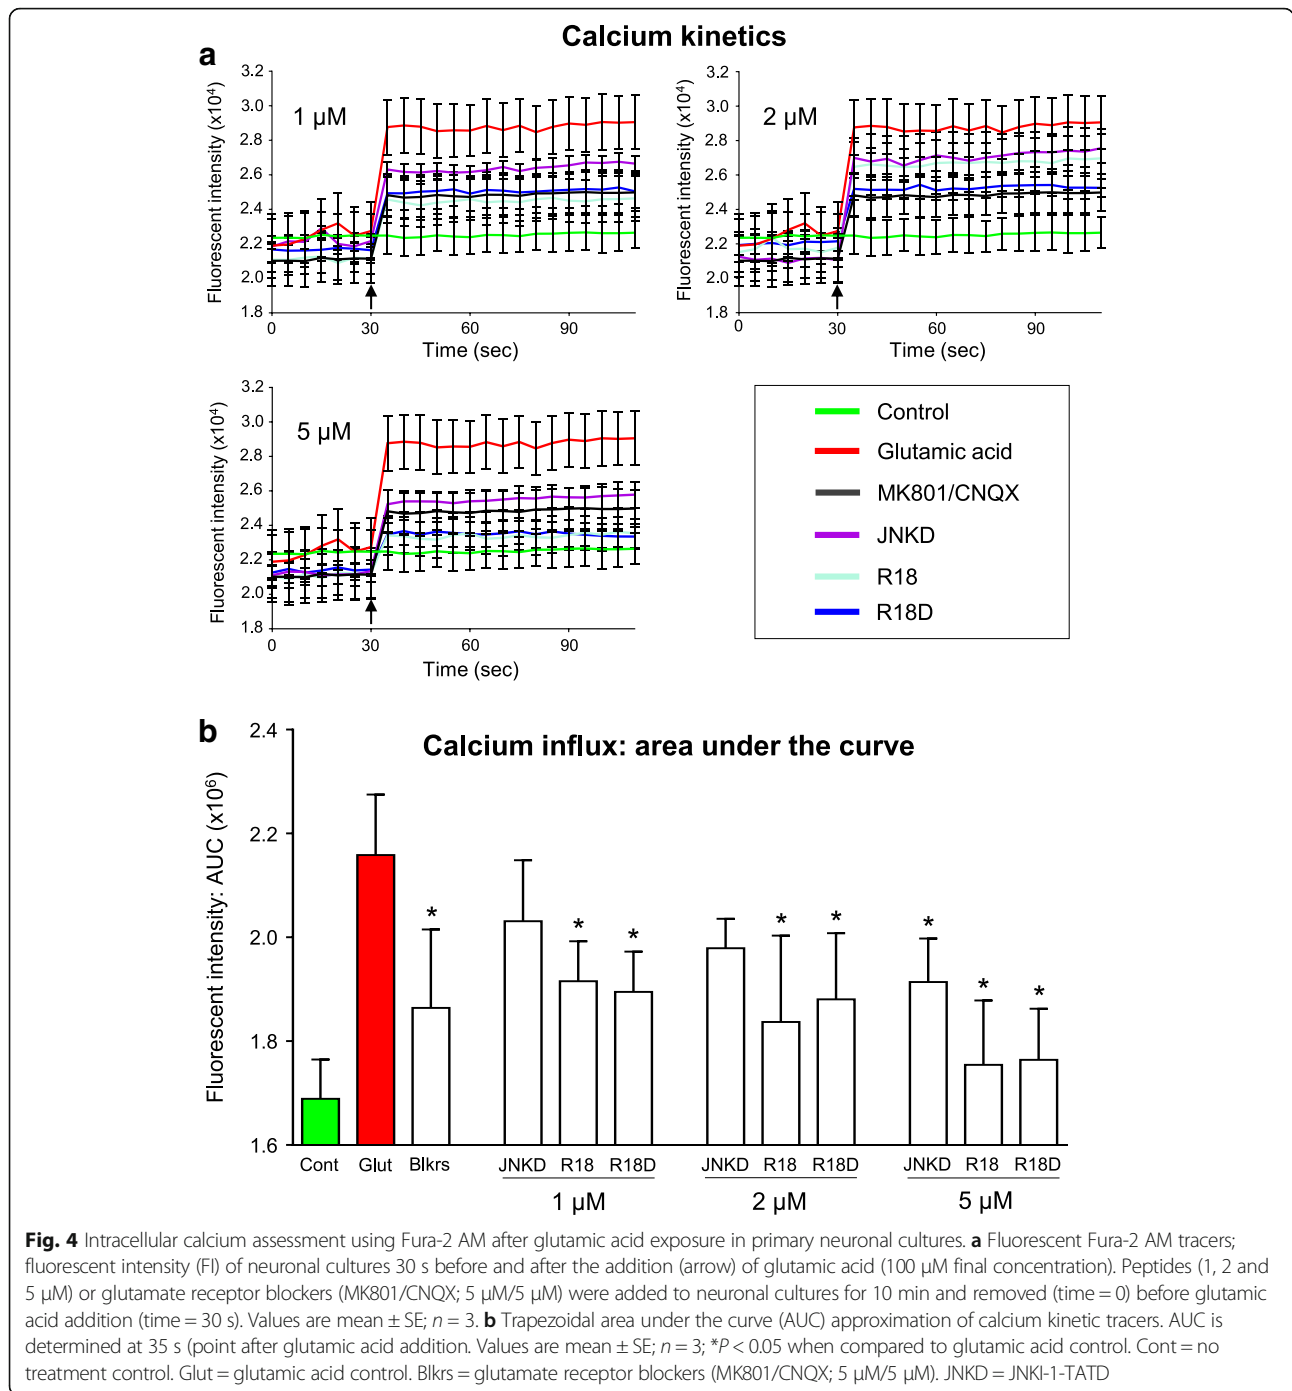 Calcium kinetics
a
Fluorescent intensity (x10⁴)
3.2
3.0
2.8
2.6
2.4
2.2
2.0
1.8
1 µM
0
30
60
90
Time (sec)
Fluorescent intensity (x10⁴)
3.2
3.0
2.8
2.6
2.4
2.2
2.0
1.8
2 µM
0
30
60
90
Time (sec)
Fluorescent intensity (x10⁴)
3.2
3.0
2.8
2.6
2.4
2.2
2.0
1.8
5 µM
0
30
60
90
Time (sec)
Control
Glutamic acid
MK801/CNQX
JNKD
R18
R18D
b
Calcium influx: area under the curve
Fluorescent intensity: AUC (x10⁶)
2.4
2.2
2.0
1.8
1.6
* * * * * * * *
Cont Glut Blkrs JNKD R18 R18D JNKD R18 R18D JNKD R18 R18D
1 µM 2 µM 5 µM
Fig. 4 Intracellular calcium assessment using Fura-2 AM after glutamic acid exposure in primary neuronal cultures. a Fluorescent Fura-2 AM tracers;
fluorescent intensity (FI) of neuronal cultures 30 s before and after the addition (arrow) of glutamic acid (100 µM final concentration). Peptides (1, 2 and
5 µM) or glutamate receptor blockers (MK801/CNQX; 5 µM/5 µM) were added to neuronal cultures for 10 min and removed (time = 0) before glutamic
acid addition (time = 30 s). Values are mean ± SE; n = 3. b Trapezoidal area under the curve (AUC) approximation of calcium kinetic tracers. AUC is
determined at 35 s (point after glutamic acid addition. Values are mean ± SE; n = 3; *P < 0.05 when compared to glutamic acid control. Cont = no
treatment control. Glut = glutamic acid control. Blkrs = glutamate receptor blockers (MK801/CNQX; 5 µM/5 µM). JNKD = JNKI-1-TATD